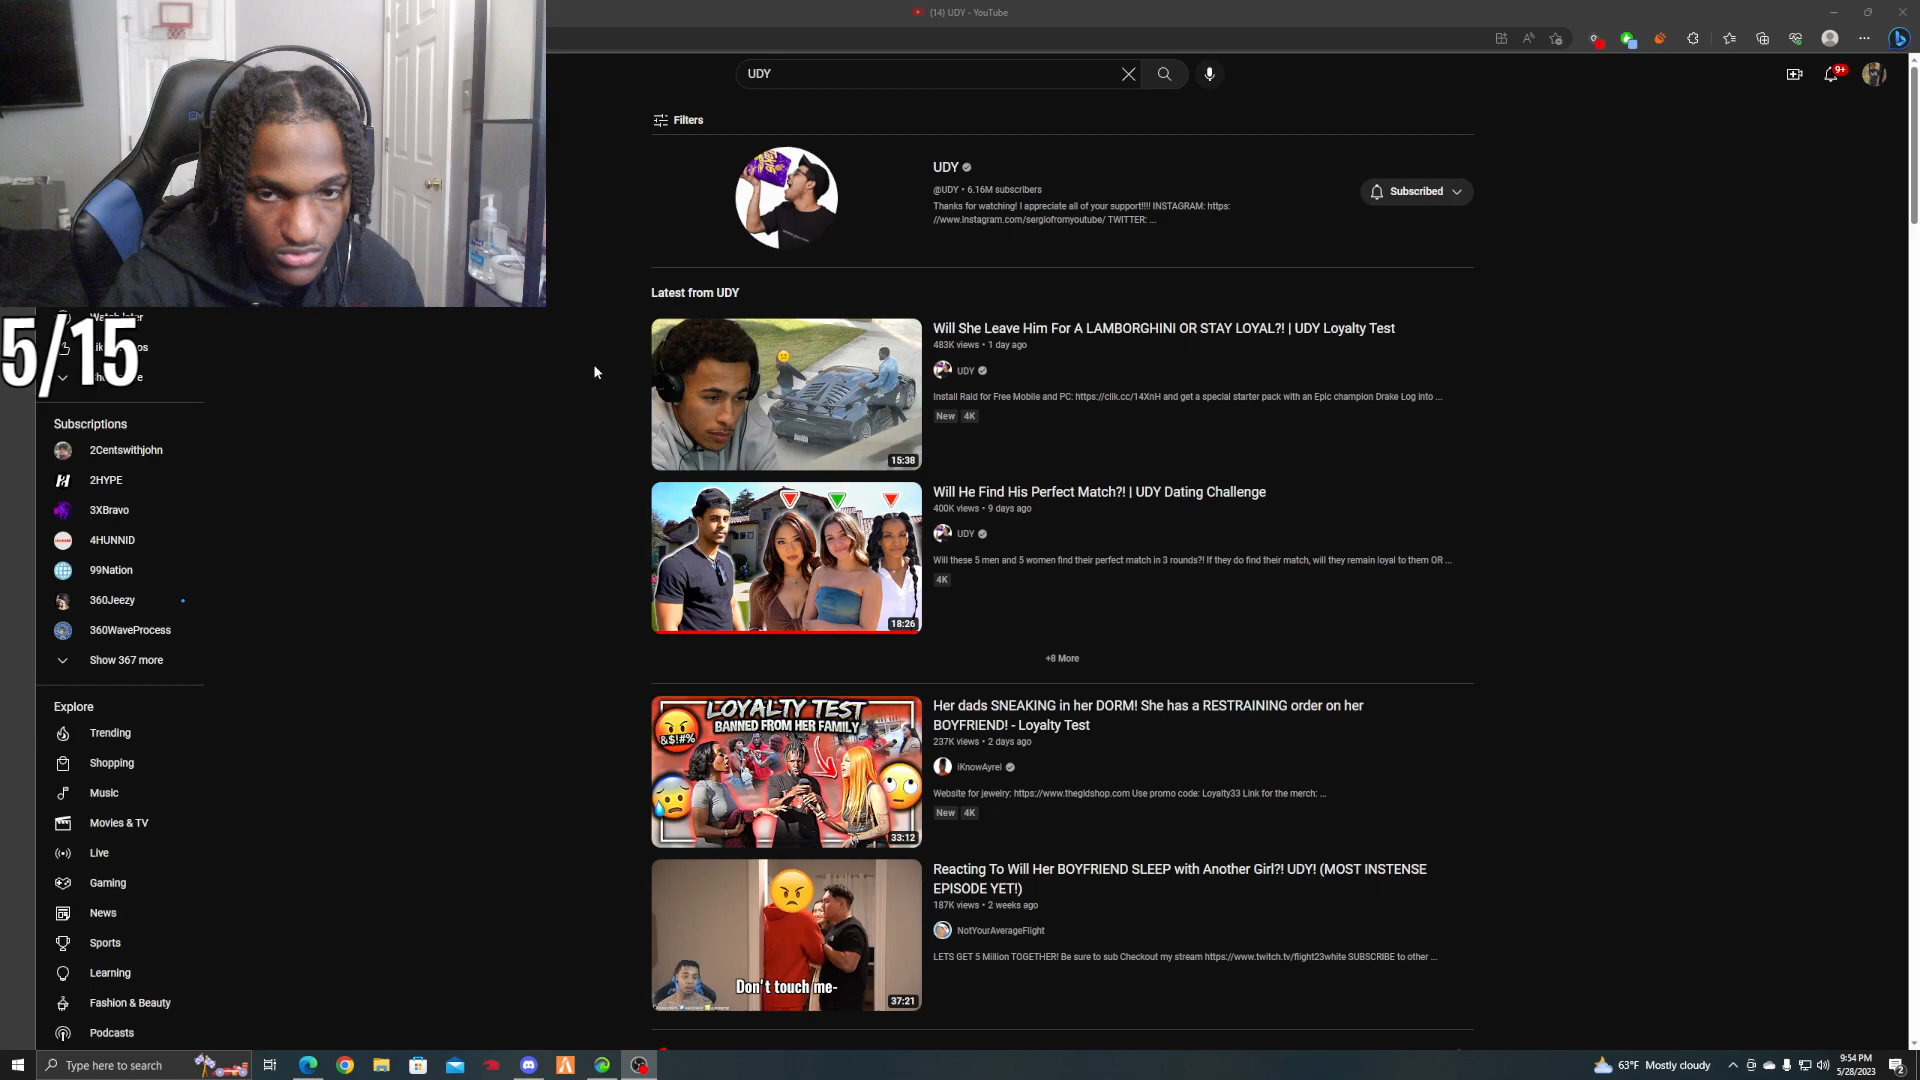 (14) UDY - YouTube
UDY
9+
Filters
UDY
@UDY • 6.16M subscribers
Thanks for watching! I appreciate all of your support!!!! INSTAGRAM: https:
//www.instagram.com/sergiofromyoutube/ TWITTER: ...
Subscribed
Latest from UDY
Will She Leave Him For A LAMBORGHINI OR STAY LOYAL?! | UDY Loyalty Test
483K views • 1 day ago
UDY
Install Raid for Free Mobile and PC: https://clik.cc/14XnH and get a special starter pack with an Epic champion Drake Log into ...
New 4K
15:38
Will He Find His Perfect Match?! | UDY Dating Challenge
400K views • 9 days ago
UDY
Will these 5 men and 5 women find their perfect match in 3 rounds?! If they do find their match, will they remain loyal to them OR ...
4K
18:26
+8 More
LOYALTY TEST
BANNED FROM HER FAMILY
&$!#%
33:12
Her dads SNEAKING in her DORM! She has a RESTRAINING order on her
BOYFRIEND! - Loyalty Test
237K views • 2 days ago
iKnowAyrel
Website for jewelry: https://www.thegldshop.com Use promo code: Loyalty33 Link for the merch: ...
New 4K
Reacting To Will Her BOYFRIEND SLEEP with Another Girl?! UDY! (MOST INSTENSE
EPISODE YET!)
187K views • 2 weeks ago
NotYourAverageFlight
LETS GET 5 Million TOGETHER! Be sure to sub Checkout my stream https://www.twitch.tv/flight23white SUBSCRIBE to other ...
Don't touch me-
37:21
5/15
Subscriptions
2Centswithjohn
2HYPE
3XBravo
4HUNNID
99Nation
360Jeezy
360WaveProcess
Show 367 more
Explore
Trending
Shopping
Music
Movies & TV
Live
Gaming
News
Sports
Learning
Fashion & Beauty
Podcasts
Type here to search
63°F Mostly cloudy
9:54 PM
5/28/2023
2